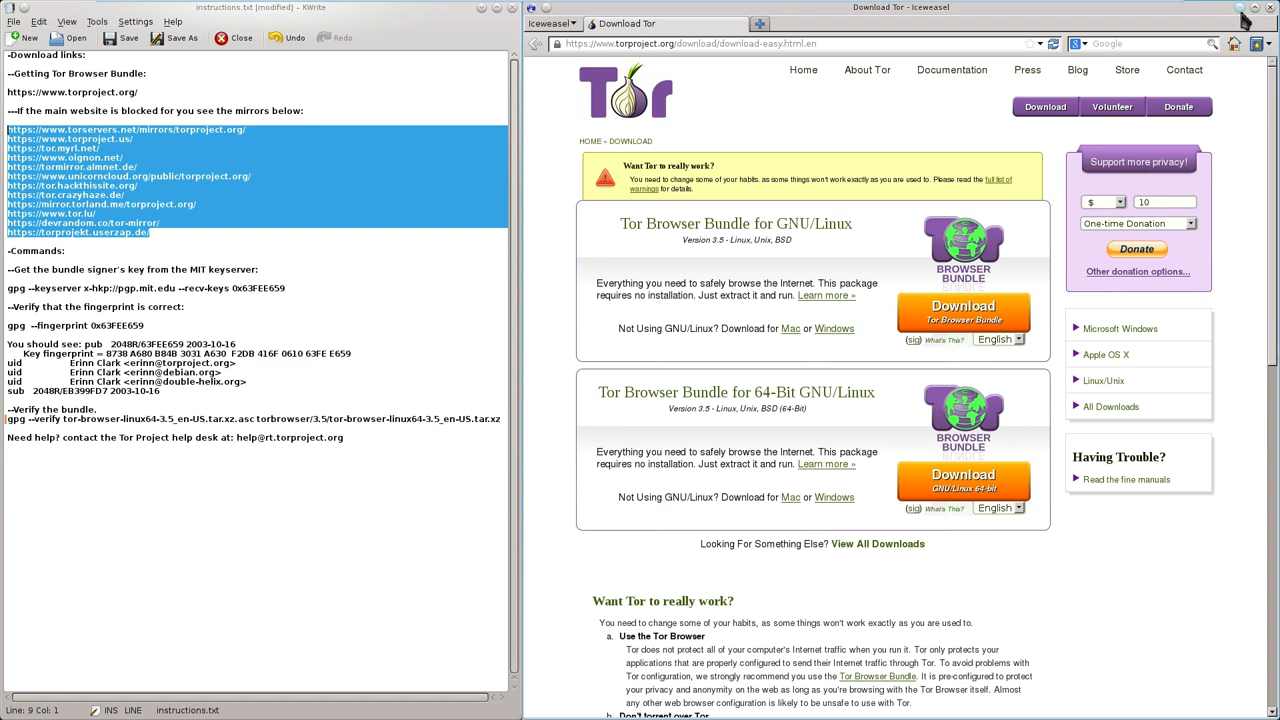 instructions.txt [modified] – KWrite
File Edit View Tools Settings Help
New Open Save Save As Close Undo Redo
-Download links:
--Getting Tor Browser Bundle:
https://www.torproject.org/
---If the main website is blocked for you see the mirrors below:
https://www.torservers.net/mirrors/torproject.org/
https://www.torproject.us/
https://tor.myrl.net/
https://www.oignon.net/
https://tormirror.almnet.de/
https://www.unicorncloud.org/public/torproject.org/
https://tor.hackthissite.org/
https://tor.crazyhaze.de/
https://mirror.torland.me/torproject.org/
https://www.tor.lu/
https://devrandom.co/tor-mirror/
https://torprojekt.userzap.de/
-Commands:
--Get the bundle signer's key from the MIT keyserver:
gpg --keyserver x-hkp://pgp.mit.edu --recv-keys 0x63FEE659
--Verify that the fingerprint is correct:
gpg --fingerprint 0x63FEE659
You should see: pub 2048R/63FEE659 2003-10-16
Key fingerprint = 8738 A680 B84B 3031 A630 F2DB 416F 0610 63FE E659
uid Erinn Clark <erinn@torproject.org>
uid Erinn Clark <erinn@debian.org>
uid Erinn Clark <erinn@double-helix.org>
sub 2048R/EB399FD7 2003-10-16
--Verify the bundle.
gpg --verify tor-browser-linux64-3.5_en-US.tar.xz.asc torbrowser/3.5/tor-browser-linux64-3.5_en-US.tar.xz
Need help? contact the Tor Project help desk at: help@rt.torproject.org
Line: 9 Col: 1 INS LINE instructions.txt
Download Tor - Iceweasel
Iceweasel Download Tor
https://www.torproject.org/download/download-easy.html.en Google
Tor
Home About Tor Documentation Press Blog Store Contact
Download Volunteer Donate
HOME » DOWNLOAD
Want Tor to really work?
You need to change some of your habits, as some things won't work exactly as you are used to. Please read the full list of
warnings for details.
Tor Browser Bundle for GNU/Linux
Version 3.5 - Linux, Unix, BSD
Everything you need to safely browse the Internet. This package
requires no installation. Just extract it and run. Learn more »
Not Using GNU/Linux? Download for Mac or Windows
BROWSER
BUNDLE
Download
Tor Browser Bundle
(sig) What's This? English
Tor Browser Bundle for 64-Bit GNU/Linux
Version 3.5 - Linux, Unix, BSD (64-Bit)
Everything you need to safely browse the Internet. This package
requires no installation. Just extract it and run. Learn more »
Not Using GNU/Linux? Download for Mac or Windows
BROWSER
BUNDLE
Download
GNU/Linux 64-bit
(sig) What's This? English
Looking For Something Else? View All Downloads
Support more privacy!
$ 10
One-time Donation
Donate
Other donation options...
Microsoft Windows
Apple OS X
Linux/Unix
All Downloads
Having Trouble?
Read the fine manuals
Want Tor to really work?
You need to change some of your habits, as some things won't work exactly as you are used to.
a. Use the Tor Browser
Tor does not protect all of your computer's Internet traffic when you run it. Tor only protects your
applications that are properly configured to send their Internet traffic through Tor. To avoid problems with
Tor configuration, we strongly recommend you use the Tor Browser Bundle. It is pre-configured to protect
your privacy and anonymity on the web as long as you're browsing with the Tor Browser itself. Almost
any other web browser configuration is likely to be unsafe to use with Tor.
b. Don't torrent over Tor